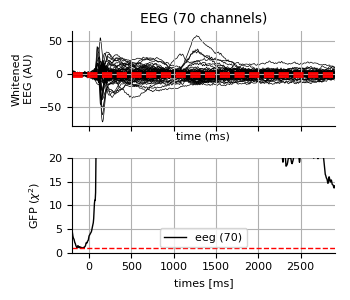 EEG (70 channels)
Whitened
EEG (AU)
50
0
−50
time (ms)
GFP (χ²)
20
15
10
5
0
eeg (70)
0 500 1000 1500 2000 2500
times [ms]